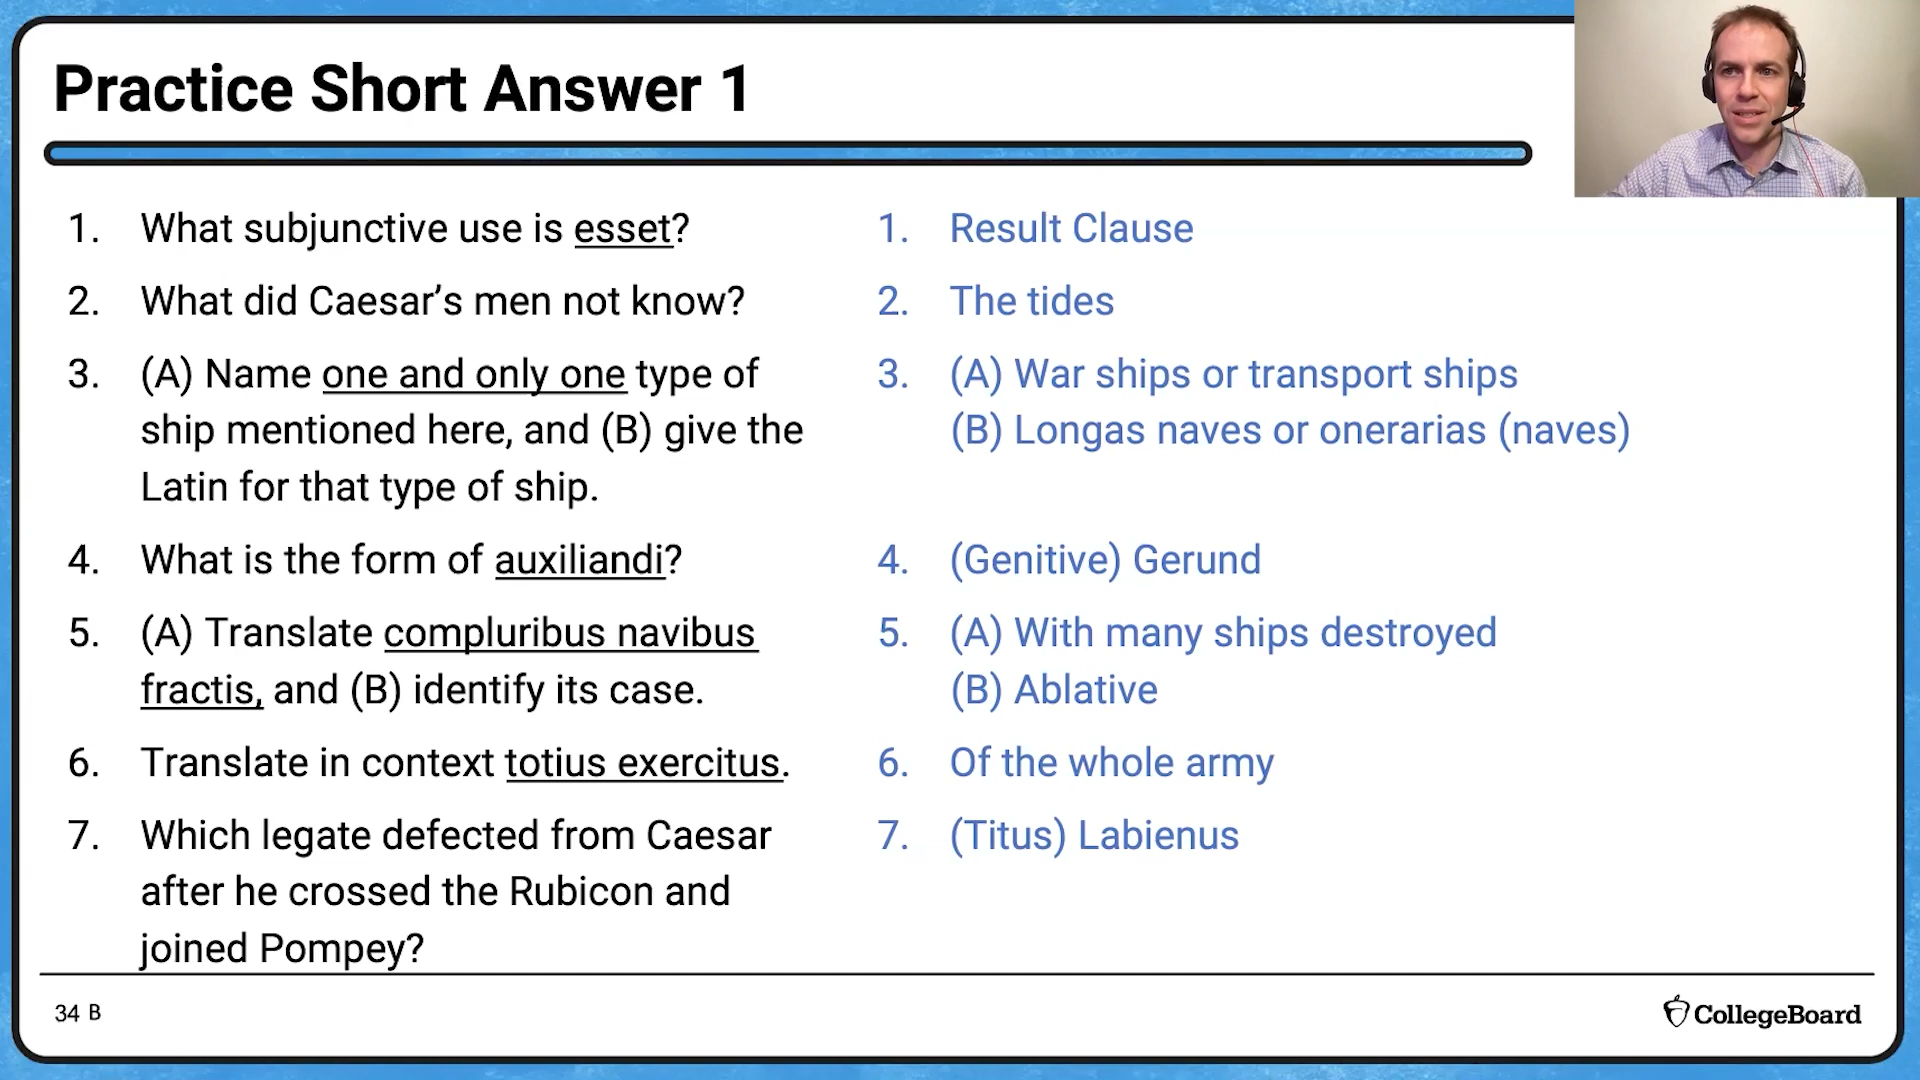 Practice Short Answer 1
1. What subjunctive use is esset?
2. What did Caesar’s men not know?
3. (A) Name one and only one type of
ship mentioned here, and (B) give the
Latin for that type of ship.
4. What is the form of auxiliandi?
5. (A) Translate compluribus navibus
fractis, and (B) identify its case.
6. Translate in context totius exercitus.
7. Which legate defected from Caesar
after he crossed the Rubicon and
joined Pompey?
1. Result Clause
2. The tides
3. (A) War ships or transport ships
(B) Longas naves or onerarias (naves)
4. (Genitive) Gerund
5. (A) With many ships destroyed
(B) Ablative
6. Of the whole army
7. (Titus) Labienus
34 B
CollegeBoard